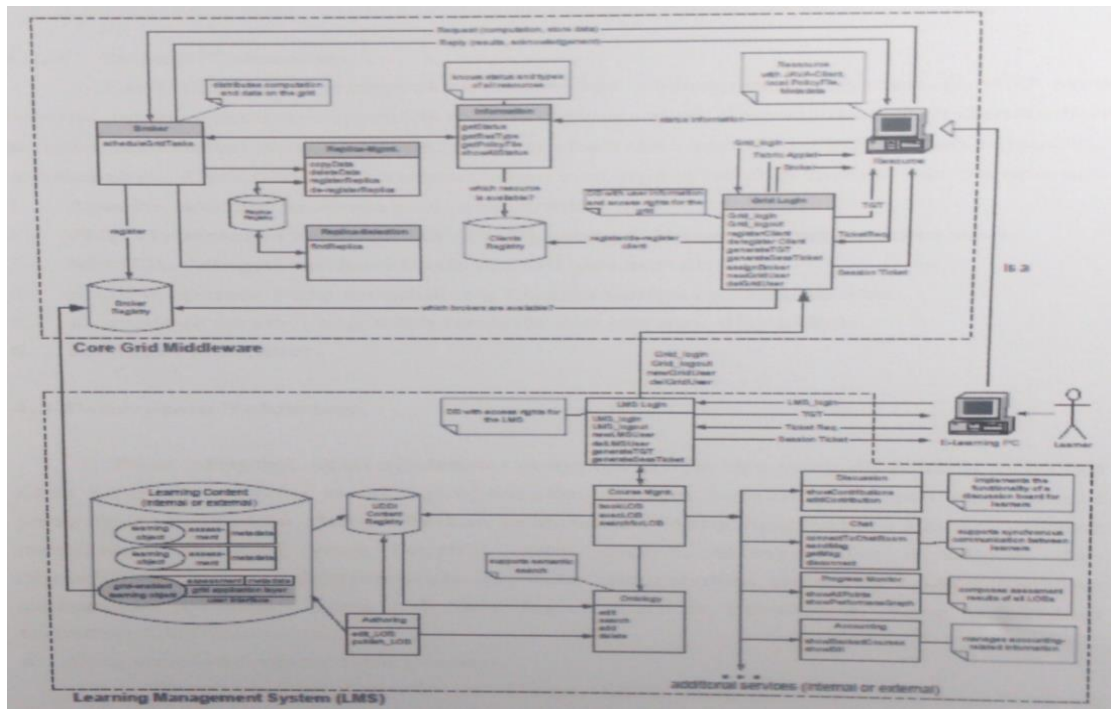 Request (computation, store data)
Reply (results, acknowledgement)
distributes computation
and data on the grid
knows status and types
of all resources
Resource
with JAVA-Client,
local PolicyFile,
Metadata
Broker
scheduleGridTasks
Information
getStatus
getResType
getPolicyFile
showAllStatus
status information
Resource
Replica-Mgmt.
copyData
deleteData
registerReplica
de-registerReplica
Replica
Registry
Replica-Selection
findReplica
which resource
is available?
Clients
Registry
Grid_login
Fabric-Applet
Broker
DB with user information
and access rights for the
grid
Grid Login
Grid_login
Grid_logout
registerClient
deregister Client
generateTGT
generateSessTicket
assignBroker
newGridUser
delGridUser
TGT
TicketReq
Session Ticket
register/de-register
client
register
Broker
Registry
which brokers are available?
Core Grid Middleware
Grid_login
Grid_logout
newGridUser
delGridUser
DB with access rights for
the LMS
LMS Login
LMS_login
LMS_logout
newLMSUser
delLMSUser
generateTGT
generateSessTicket
LMS_login
TGT
Ticket Req.
Session Ticket
E-Learning PC
Learner
Learning Content
(internal or external)
learning
object
assess-
ment
metadata
learning
object
assess-
ment
metadata
grid-enabled
learning object
assessment
metadata
grid application layer
user interface
UDDI
Content
Registry
Course Mgmt.
bookLOB
execLOB
searchforLOB
supports semantic
search
Ontology
edit
search
add
delete
Authoring
edit_LOB
publish_LOB
Discussion
showContributions
addContribution
implements the
functionality of a
discussion board for
learners
Chat
connectToChatRoom
sendMsg
getMsg
disconnect
supports synchronous
communication between
learners
Progress Monitor
showAllPoints
showPerformanceGraph
composes assessment
results of all LOBs
Accounting
showBookedCourses
showBill
manages accounting-
related information
additional services (internal or external)
Learning Management System (LMS)